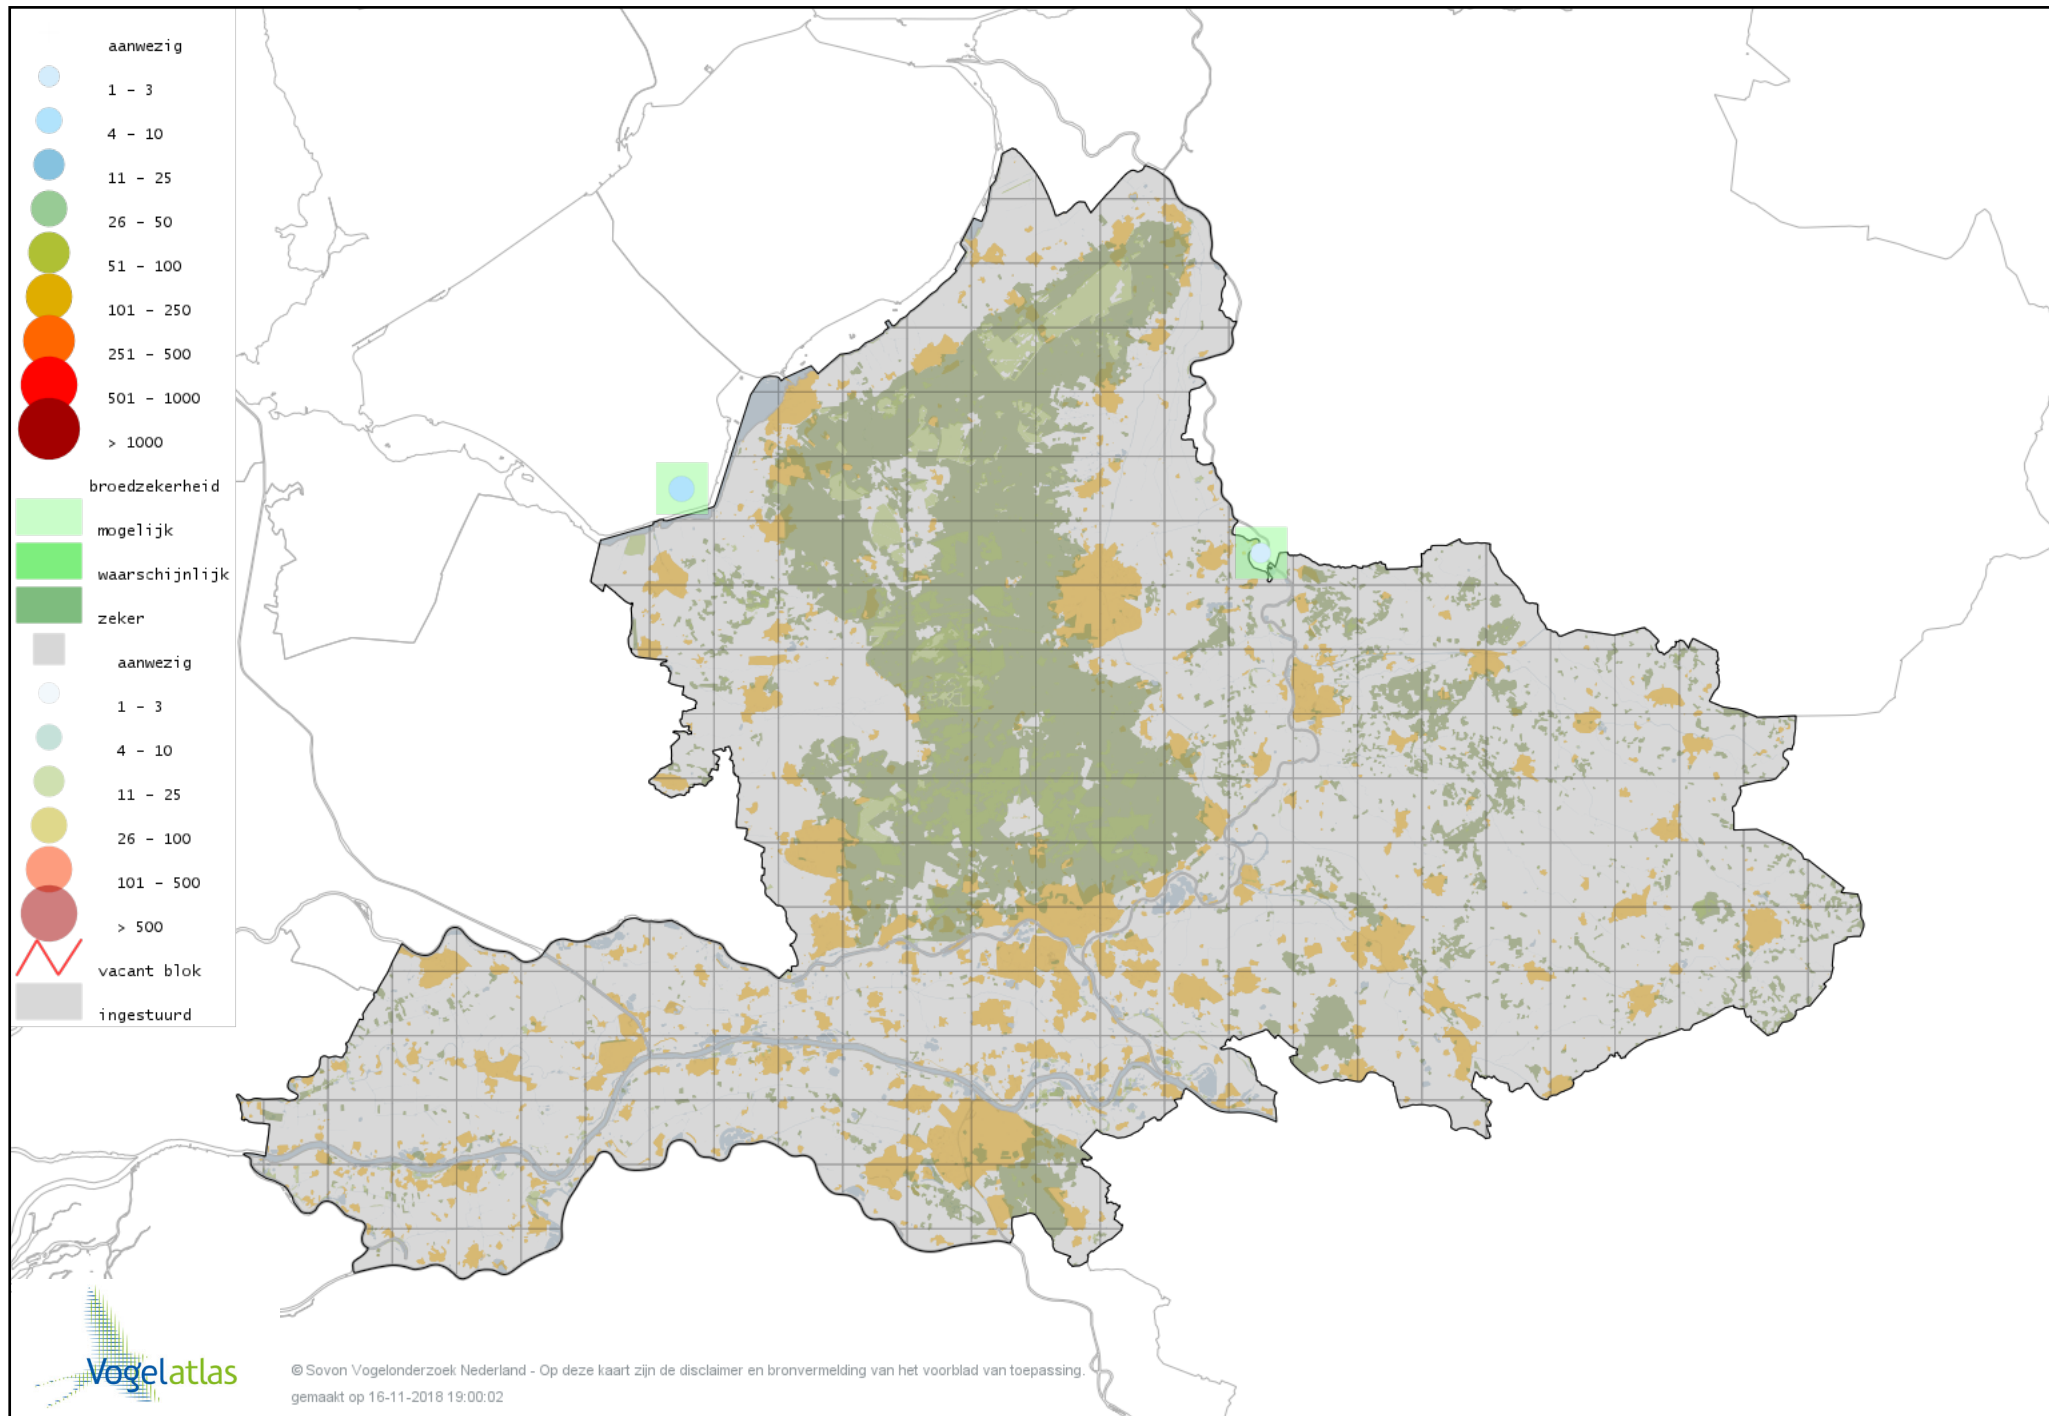 aanwezig
1 - 3
4 - 10
11 - 25
26 - 50
51 - 100
101 - 250
251 - 500
501 - 1000
> 1000
broedzekerheid
mogelijk
waarschijnlijk
zeker
aanwezig
1 - 3
4 - 10
11 - 25
26 - 100
101 - 500
> 500
vacant blok
ingestuurd
Vogelatlas
© Sovon Vogelonderzoek Nederland - Op deze kaart zijn de disclaimer en bronvermelding van het voorblad van toepassing.
gemaakt op 16-11-2018 19:00:02